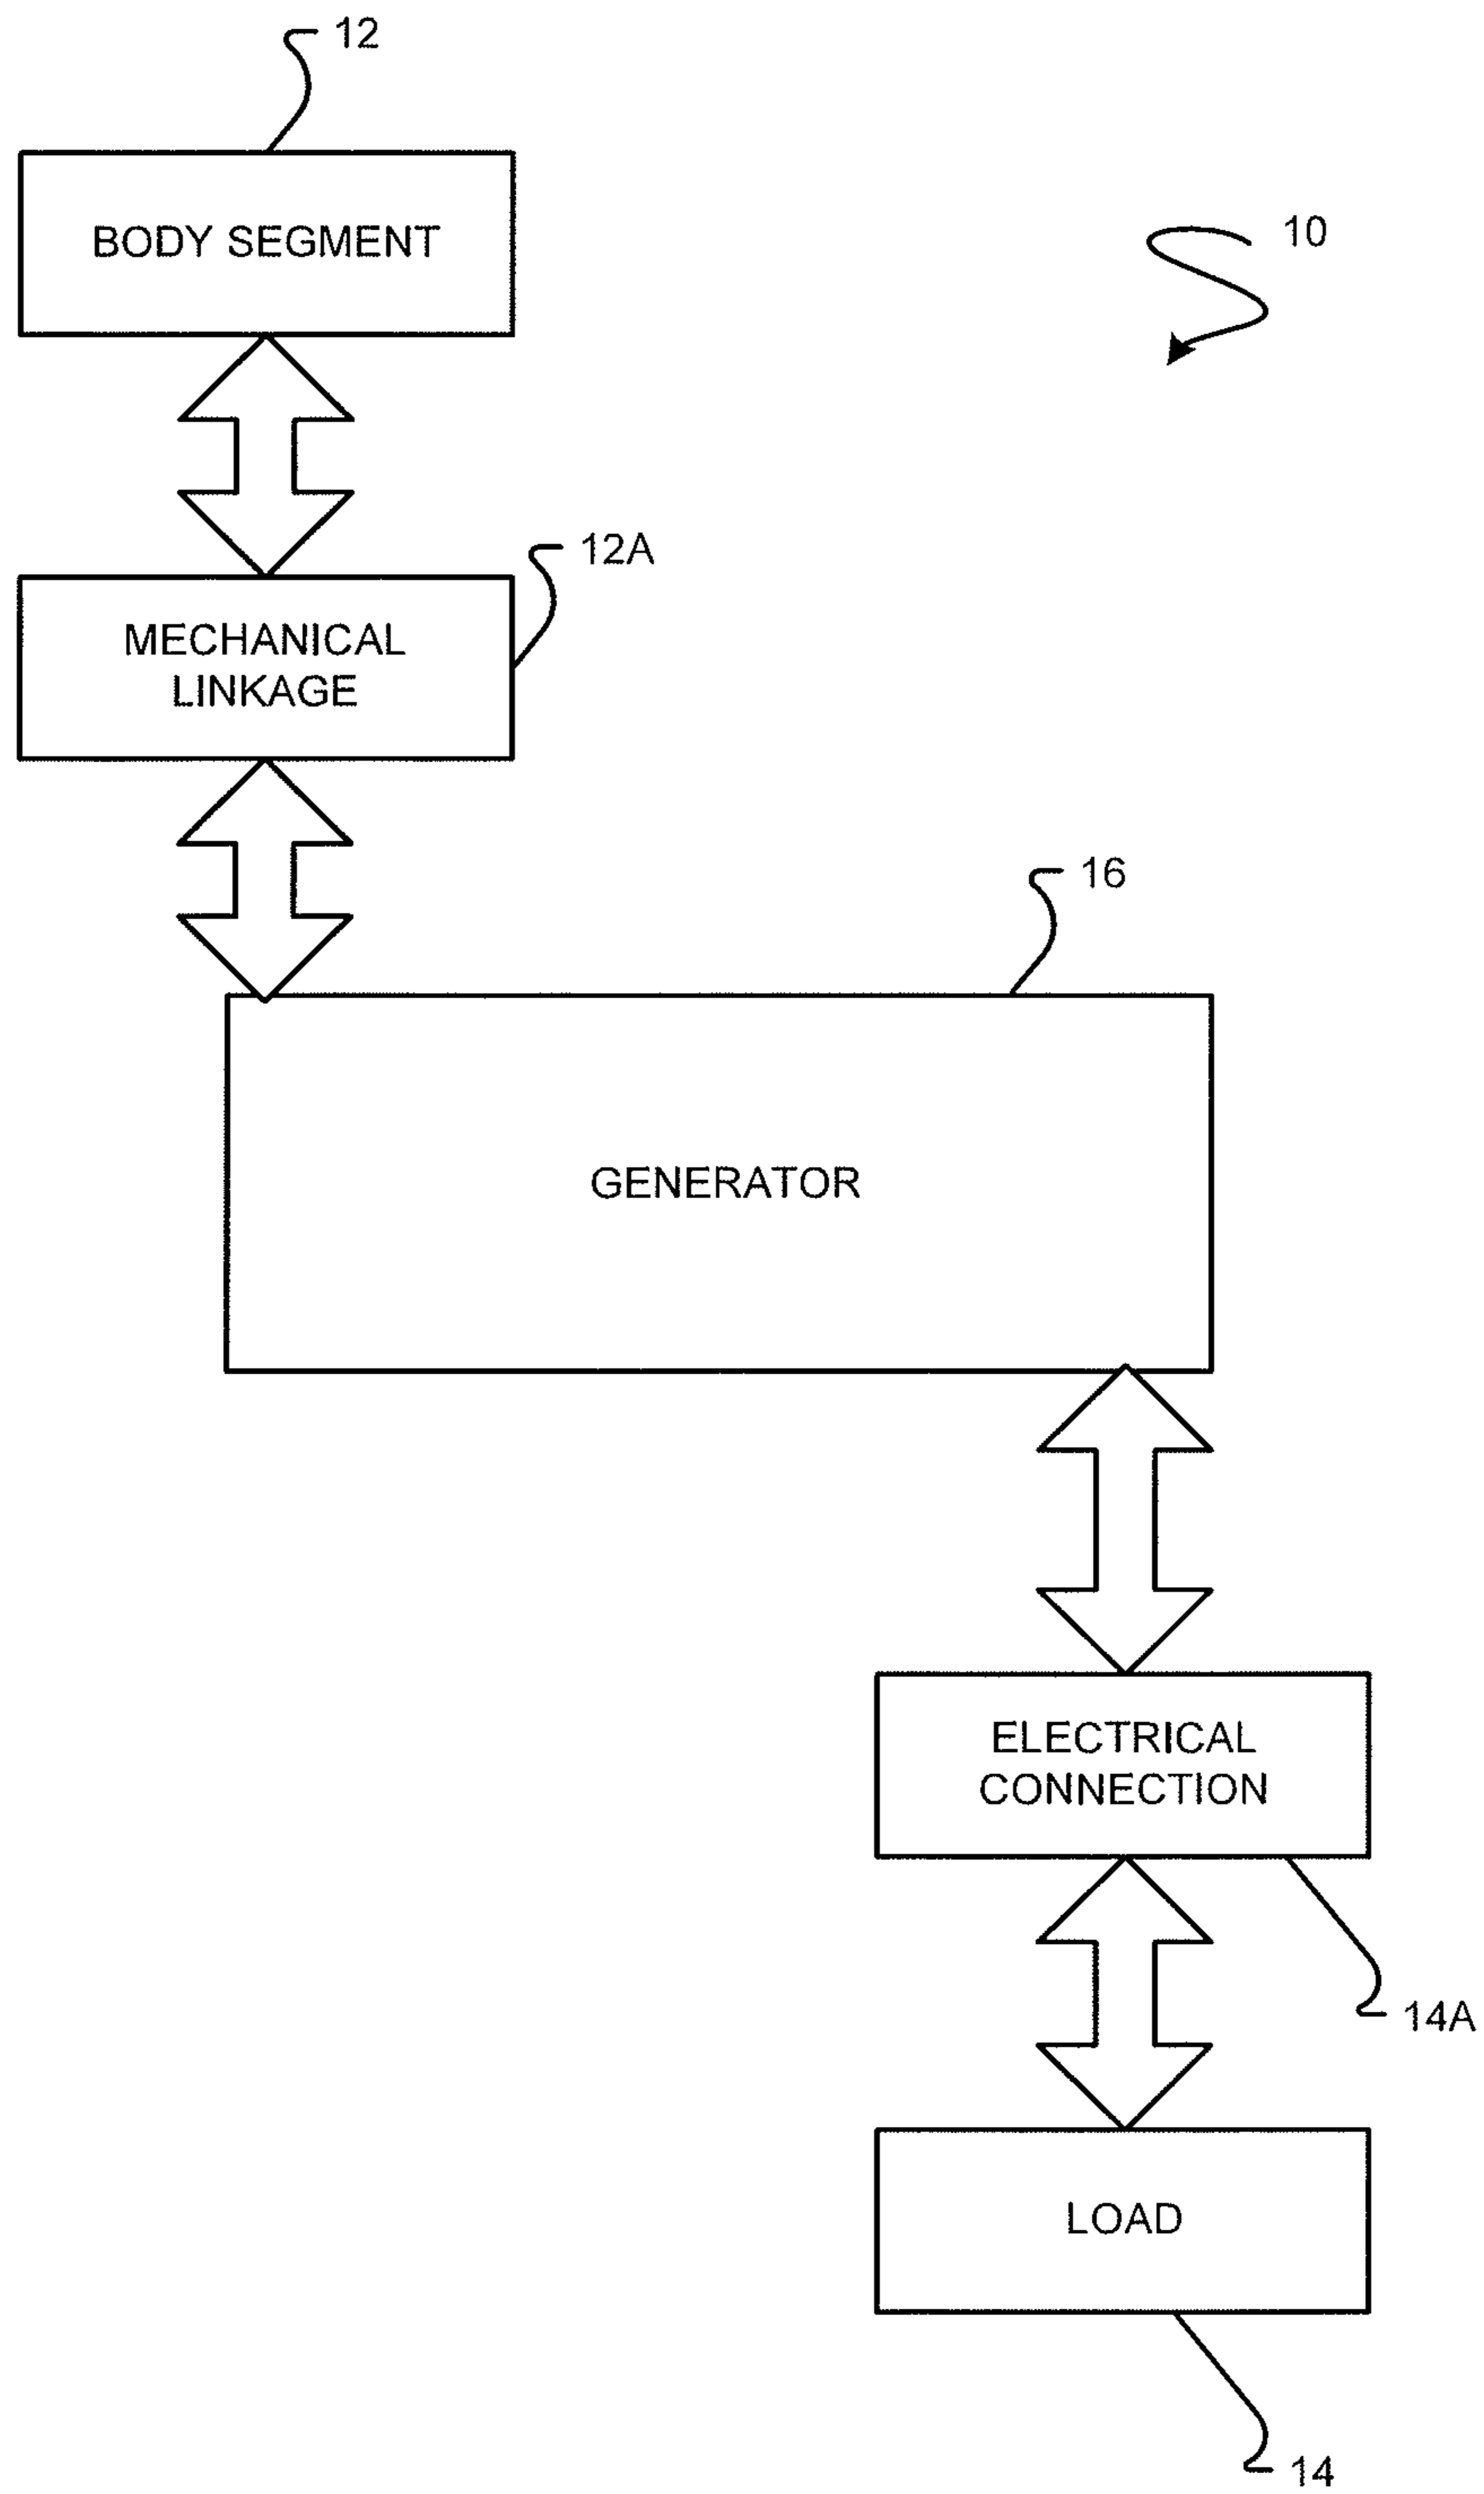 12
BODY SEGMENT
10
12A
MECHANICAL
LINKAGE
16
GENERATOR
ELECTRICAL
CONNECTION
14A
LOAD
14